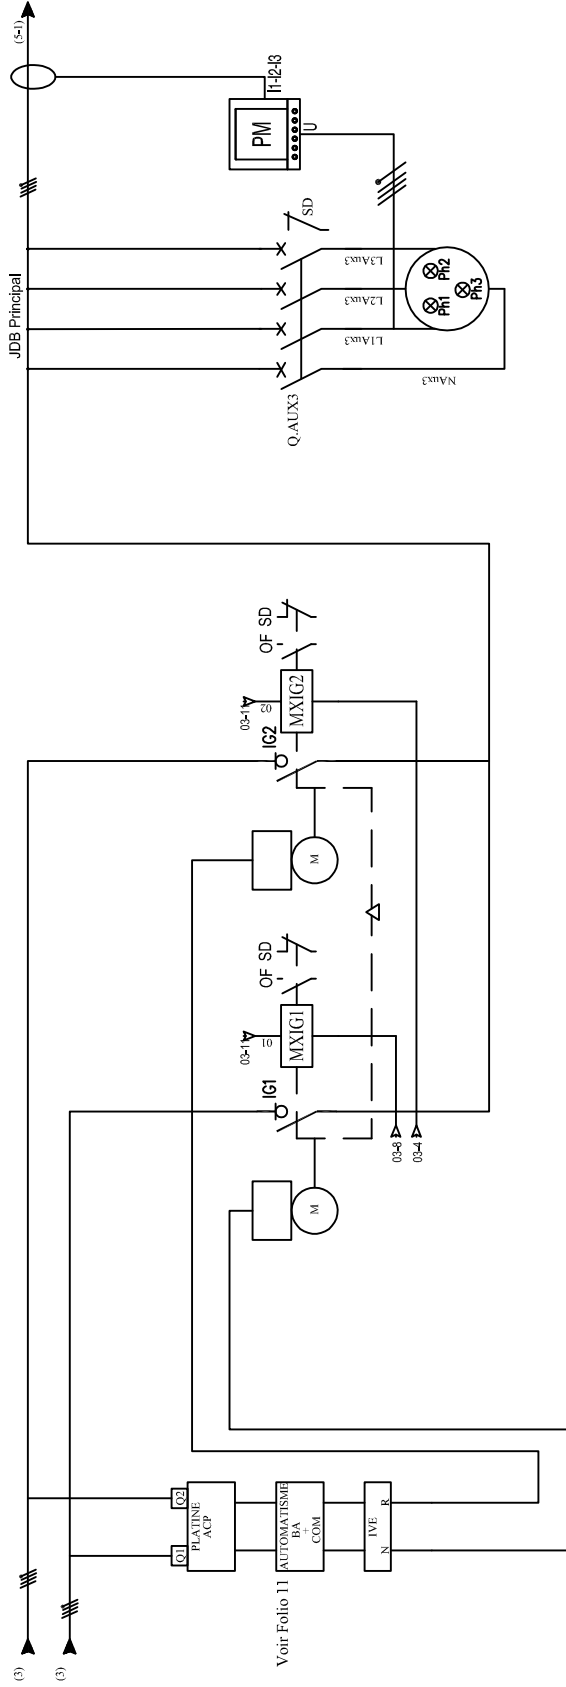 (5-1)
I1-I2-I3
PM
U
SD
JDB Principal
L3Aux3
L2Aux3
L1Aux3
NAux3
Ph2
Ph1
Ph3
Q.AUX3
OF SD
03-11
02
MXIG2
IG2
M
OF SD
03-11
01
MXIG1
IG1
03-8
03-4
M
Q1
Q2
PLATINE
ACP
AUTOMATISME
BA
+
COM
IVE
N
R
Voir Folio 11
(3)
(3)